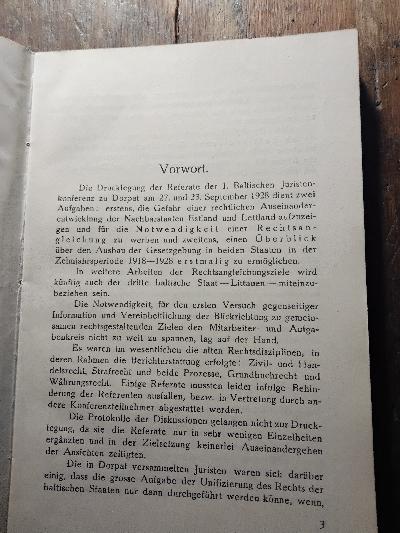 Vorwort.
Die Drucklegung der Referate der I. Baltischen Juristen-
konferenz zu Dorpat am 27. und 23. September 1928 dient zwei
Aufgaben: erstens, die Gefahr einer rechtlichen Auseinander-
entwicklung der Nachbarstaaten Estland und Lettland aufzuzei-
gen und für die Notwendigkeit einer Rechtsan-
gleichung zu werben und zweitens, einen Überblick
über den Ausbau der Gesetzgebung in beiden Staaten in der
Zehnjahrsperiode 1918—1928 erstmalig zu ermöglichen.
In weitere Arbeiten der Rechtsangleichungsziele wird
künftig auch der dritte baltische Staat — Littauen — miteinzu-
beziehen sein.
Die Notwendigkeit, für den ersten Versuch gegenseitiger
Information und Vereinheitlichung der Blickrichtung zu gemein-
samen rechtsgestaltenden Zielen den Mitarbeiter- und Aufga-
benkreis nicht zu weit zu spannen, lag auf der Hand.
Es waren im wesentlichen die alten Rechtsdisziplinen, in
deren Rahmen die Berichterstattung erfolgte: Zivil- und Han-
delsrecht, Strafrecht und beide Prozesse, Grundbuchrecht und
Währungsrecht. Einige Referate mussten leider infolge Behin-
derung der Referenten ausfallen, bezw. in Vertretung durch an-
dere Konferenzteilnehmer abgestattet werden.
Die Protokolle der Diskussionen gelangen nicht zur Druck-
legung, da sie die Referate nur in sehr wenigen Einzelheiten
ergänzten und in der Zielsetzung keinerlei Auseinandergehen
der Ansichten zeitigten.
Die in Dorpat versammelten Juristen waren sich darüber
einig, dass die grosse Aufgabe der Unifizierung des Rechts der
baltischen Staaten nur dann durchgeführt werden könne, wenn,
3